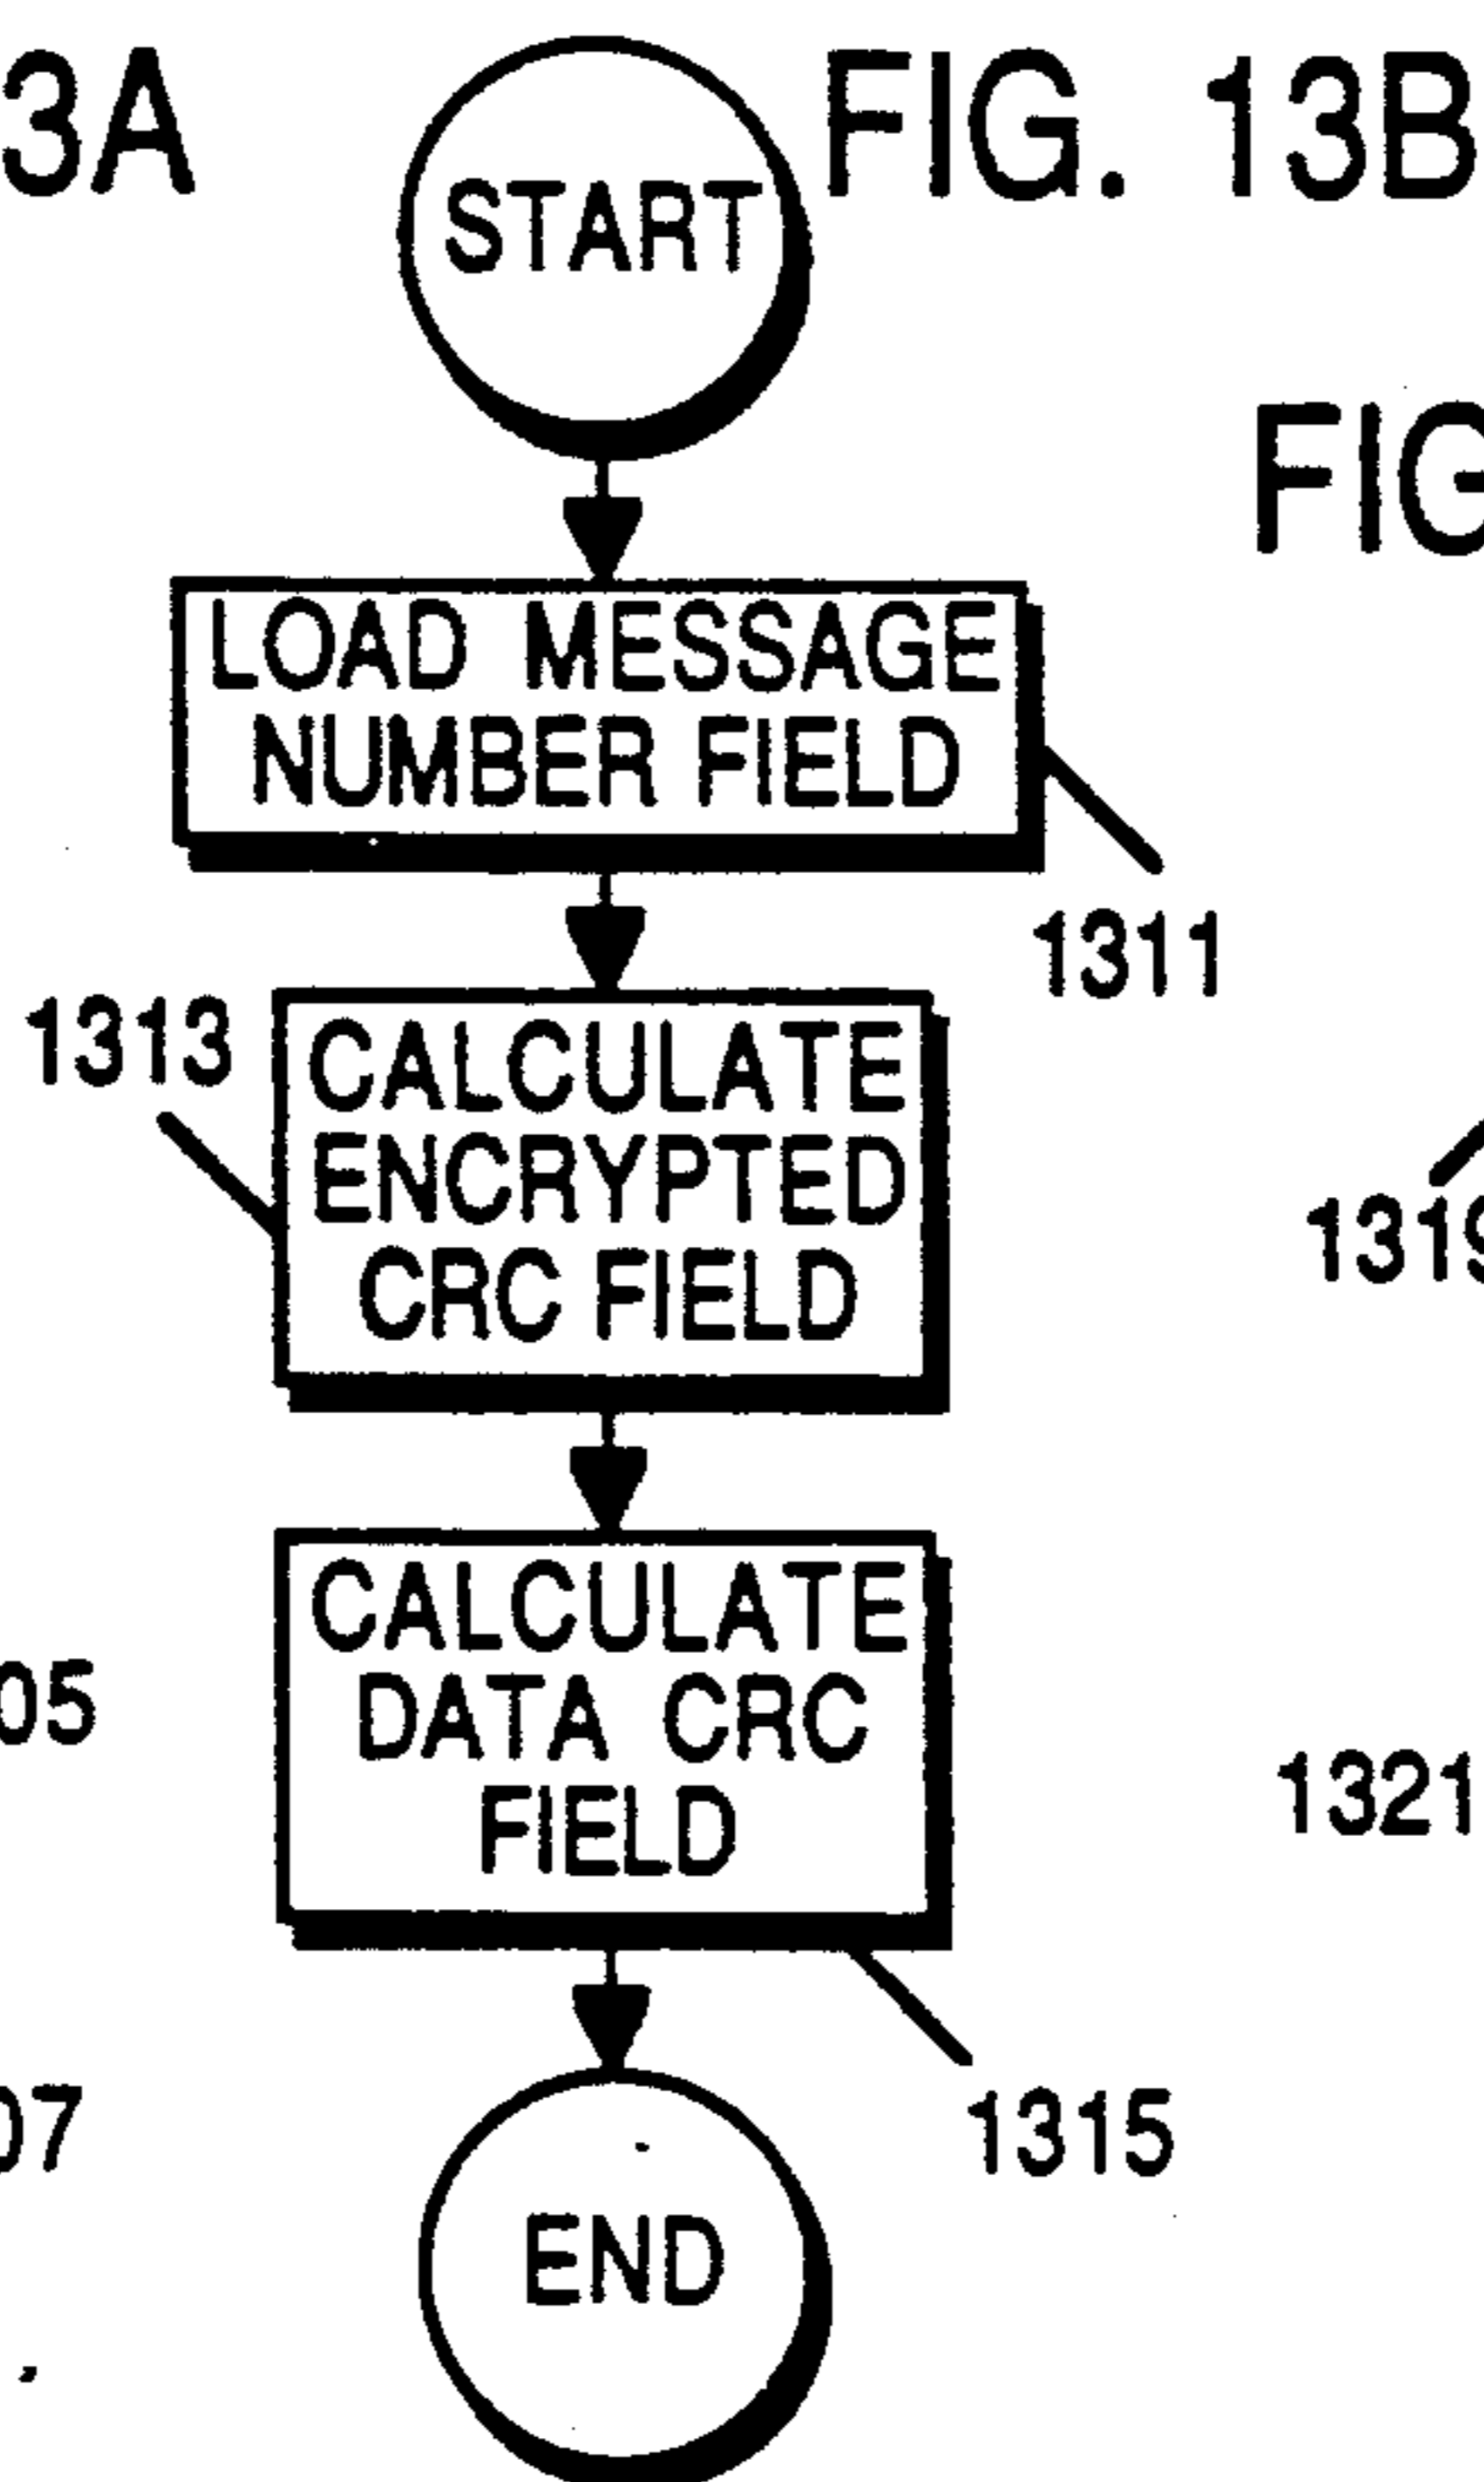 3A
FIG. 13B
START
FIG
LOAD MESSAGE
NUMBER FIELD
1311
1313
CALCULATE
ENCRYPTED
CRC FIELD
1319
CALCULATE
DATA CRC
FIELD
05
1321
07
1315
END